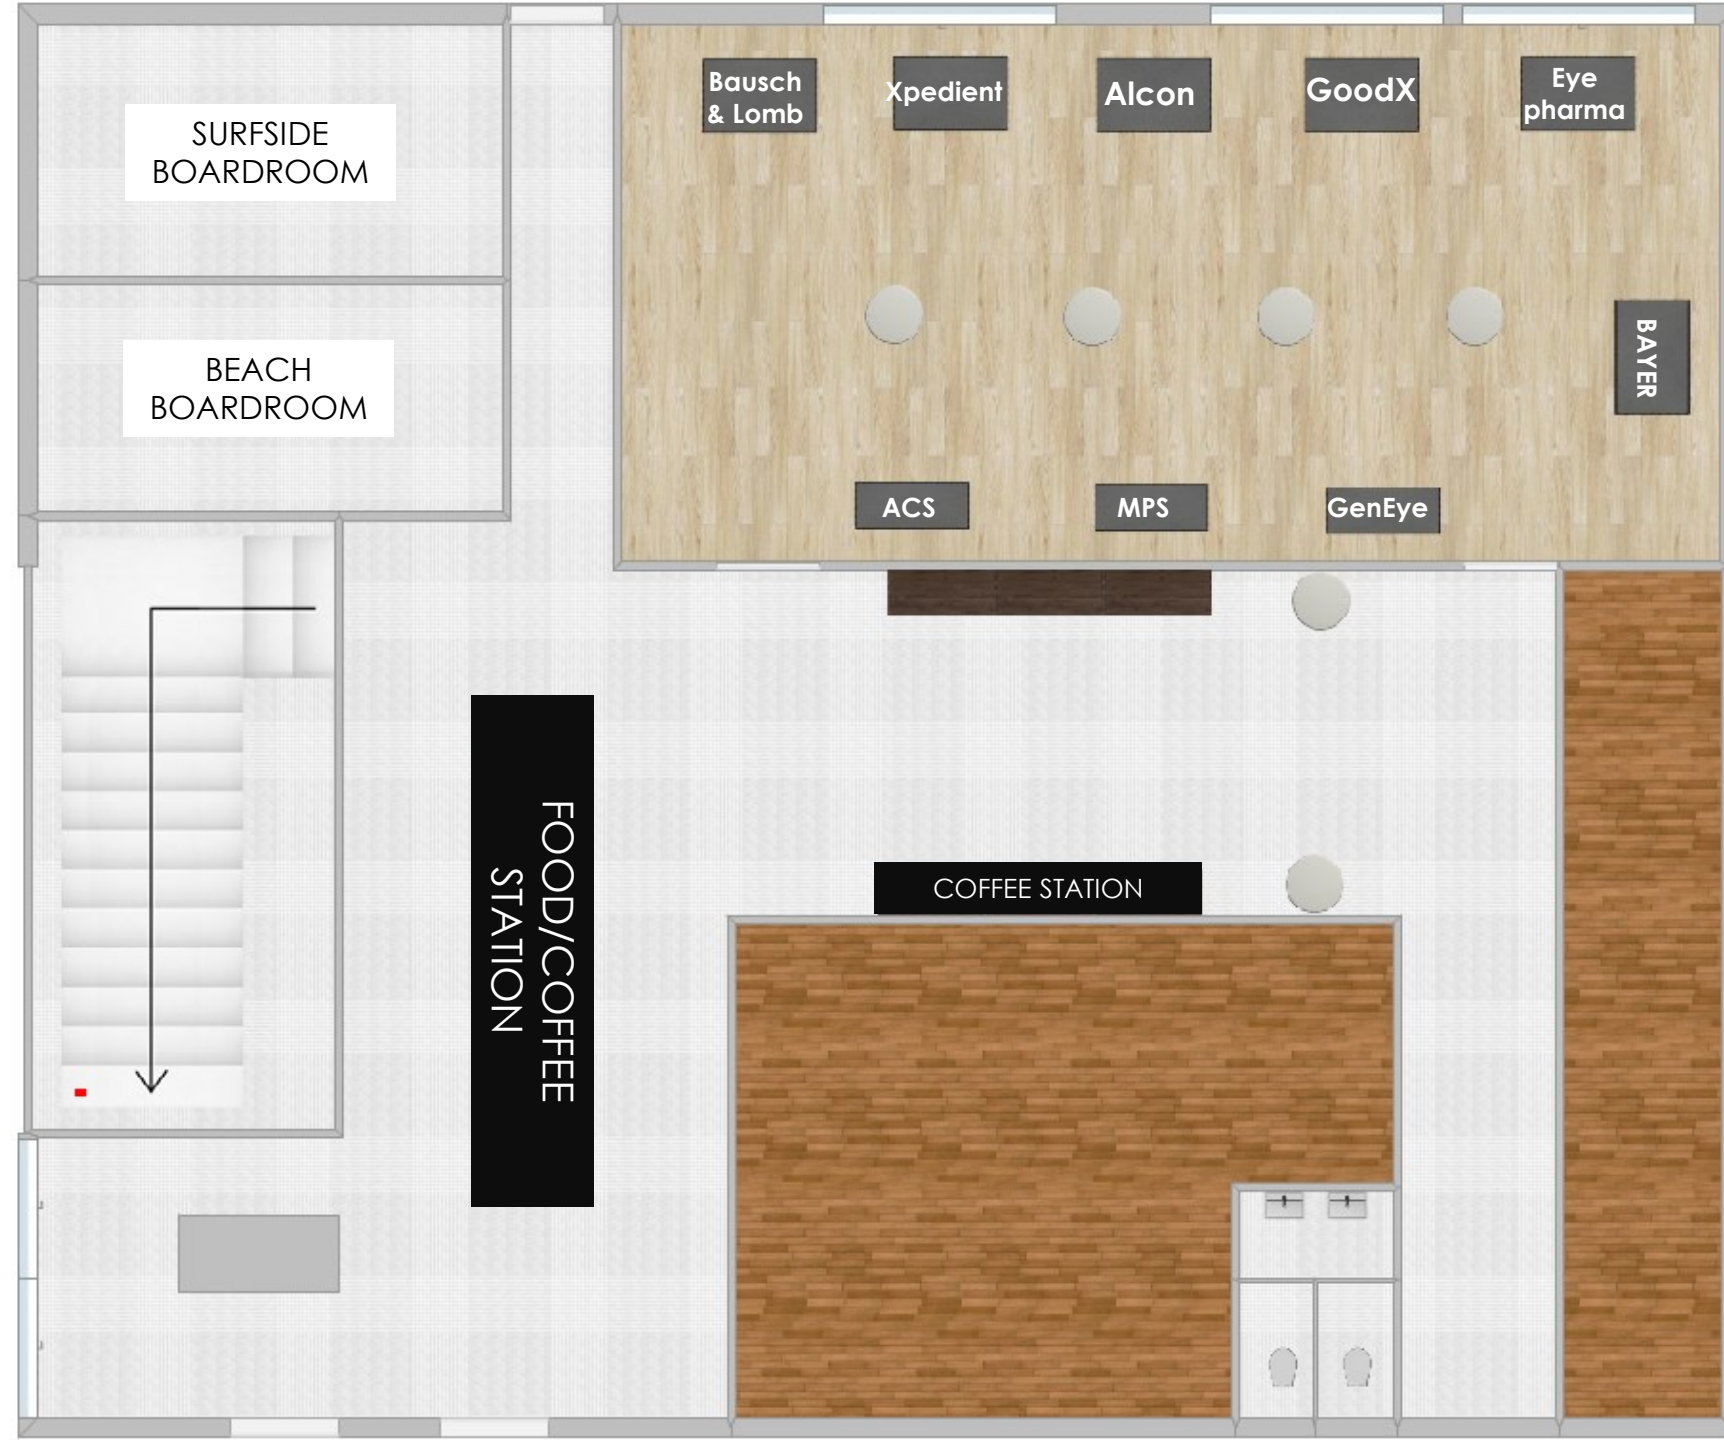 SURFSIDE
BOARDROOM
BEACH
BOARDROOM
Bausch
& Lomb
Xpedient
Alcon
GoodX
Eye
pharma
BAYER
ACS
MPS
GenEye
FOOD/COFFEE
STATION
COFFEE STATION